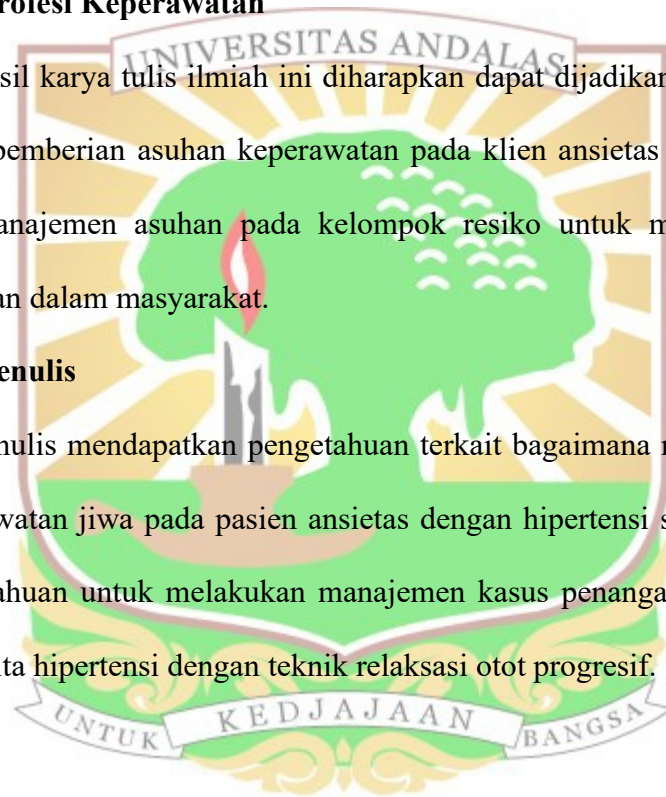 rofesi Keperawatan
UNIVERSITAS ANDALAS
sil karya tulis ilmiah ini diharapkan dapat dijadikan
pemberian asuhan keperawatan pada klien ansietas
anajemen asuhan pada kelompok resiko untuk m
an dalam masyarakat.
enulis
nulis mendapatkan pengetahuan terkait bagaimana
watan jiwa pada pasien ansietas dengan hipertensi s
ahuan untuk melakukan manajemen kasus penanga
ita hipertensi dengan teknik relaksasi otot progresif.
UNTUK KEDJAJAAN BANGSA